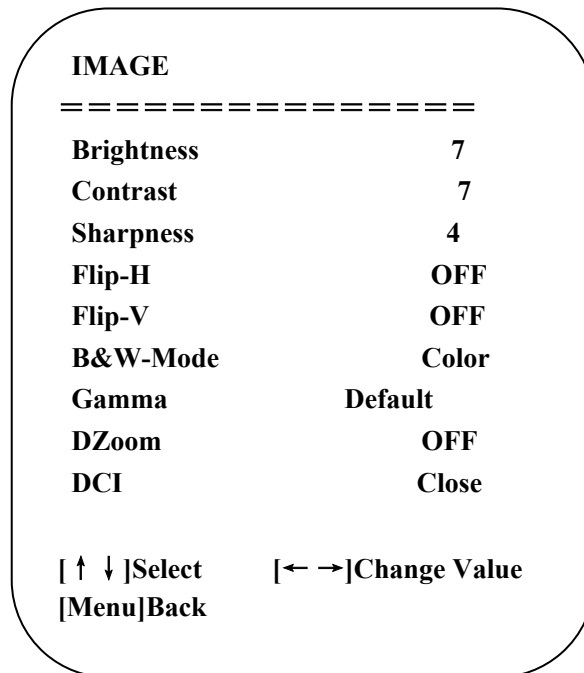 IMAGE
===============
Brightness 7
Contrast 7
Sharpness 4
Flip-H OFF
Flip-V OFF
B&W-Mode Color
Gamma Default
DZoom OFF
DCI Close
[↑ ↓]Select [← →]Change Value
[Menu]Back